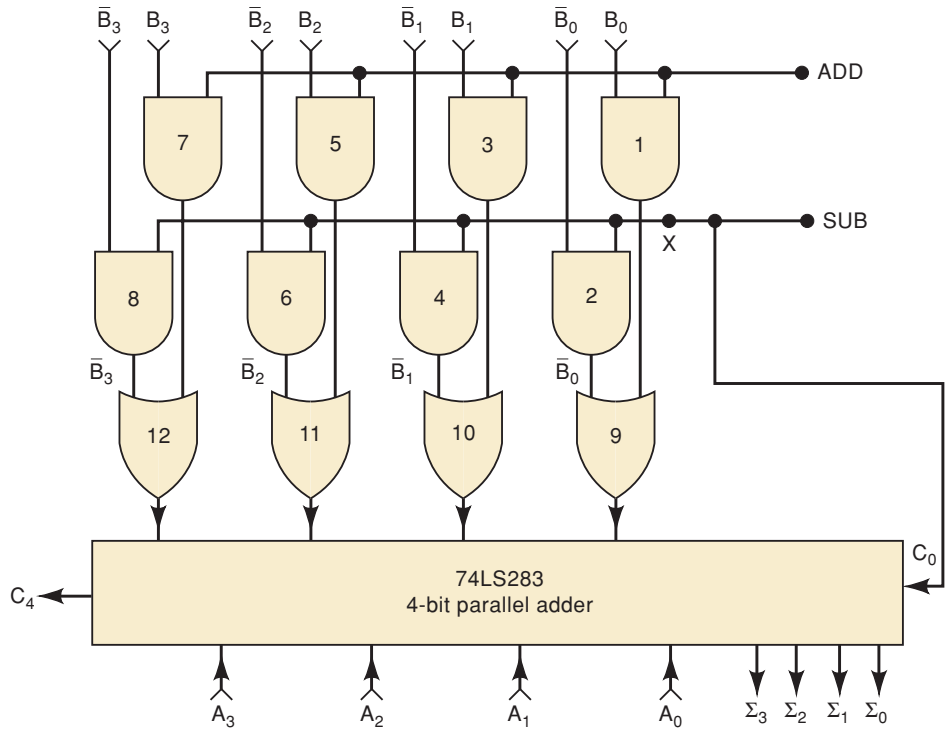 B̅₃ B₃ B̅₂ B₂ B̅₁ B₁ B̅₀ B₀
ADD
7 5 3 1
SUB
X
8 6 4 2
B̅₃ B̅₂ B̅₁ B̅₀
12 11 10 9
C₀
74LS283
C₄
4-bit parallel adder
A₃ A₂ A₁ A₀ Σ₃ Σ₂ Σ₁ Σ₀